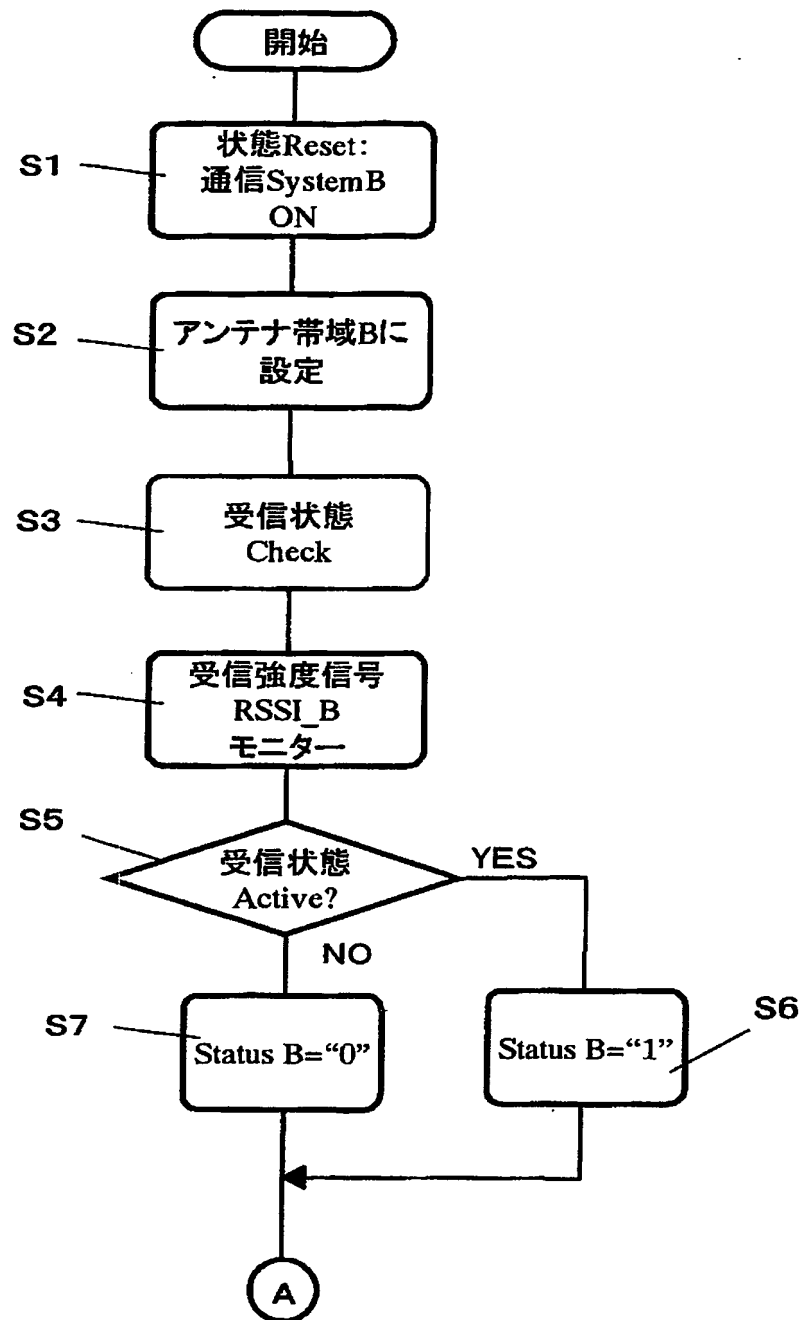 開始
S1
状態Reset:
通信SystemB
ON
S2
アンテナ帯域Bに
設定
S3
受信状態
Check
S4
受信強度信号
RSSI_B
モニター
S5
受信状態
Active?
YES
NO
S7
Status B=“0”
S6
Status B=“1”
A